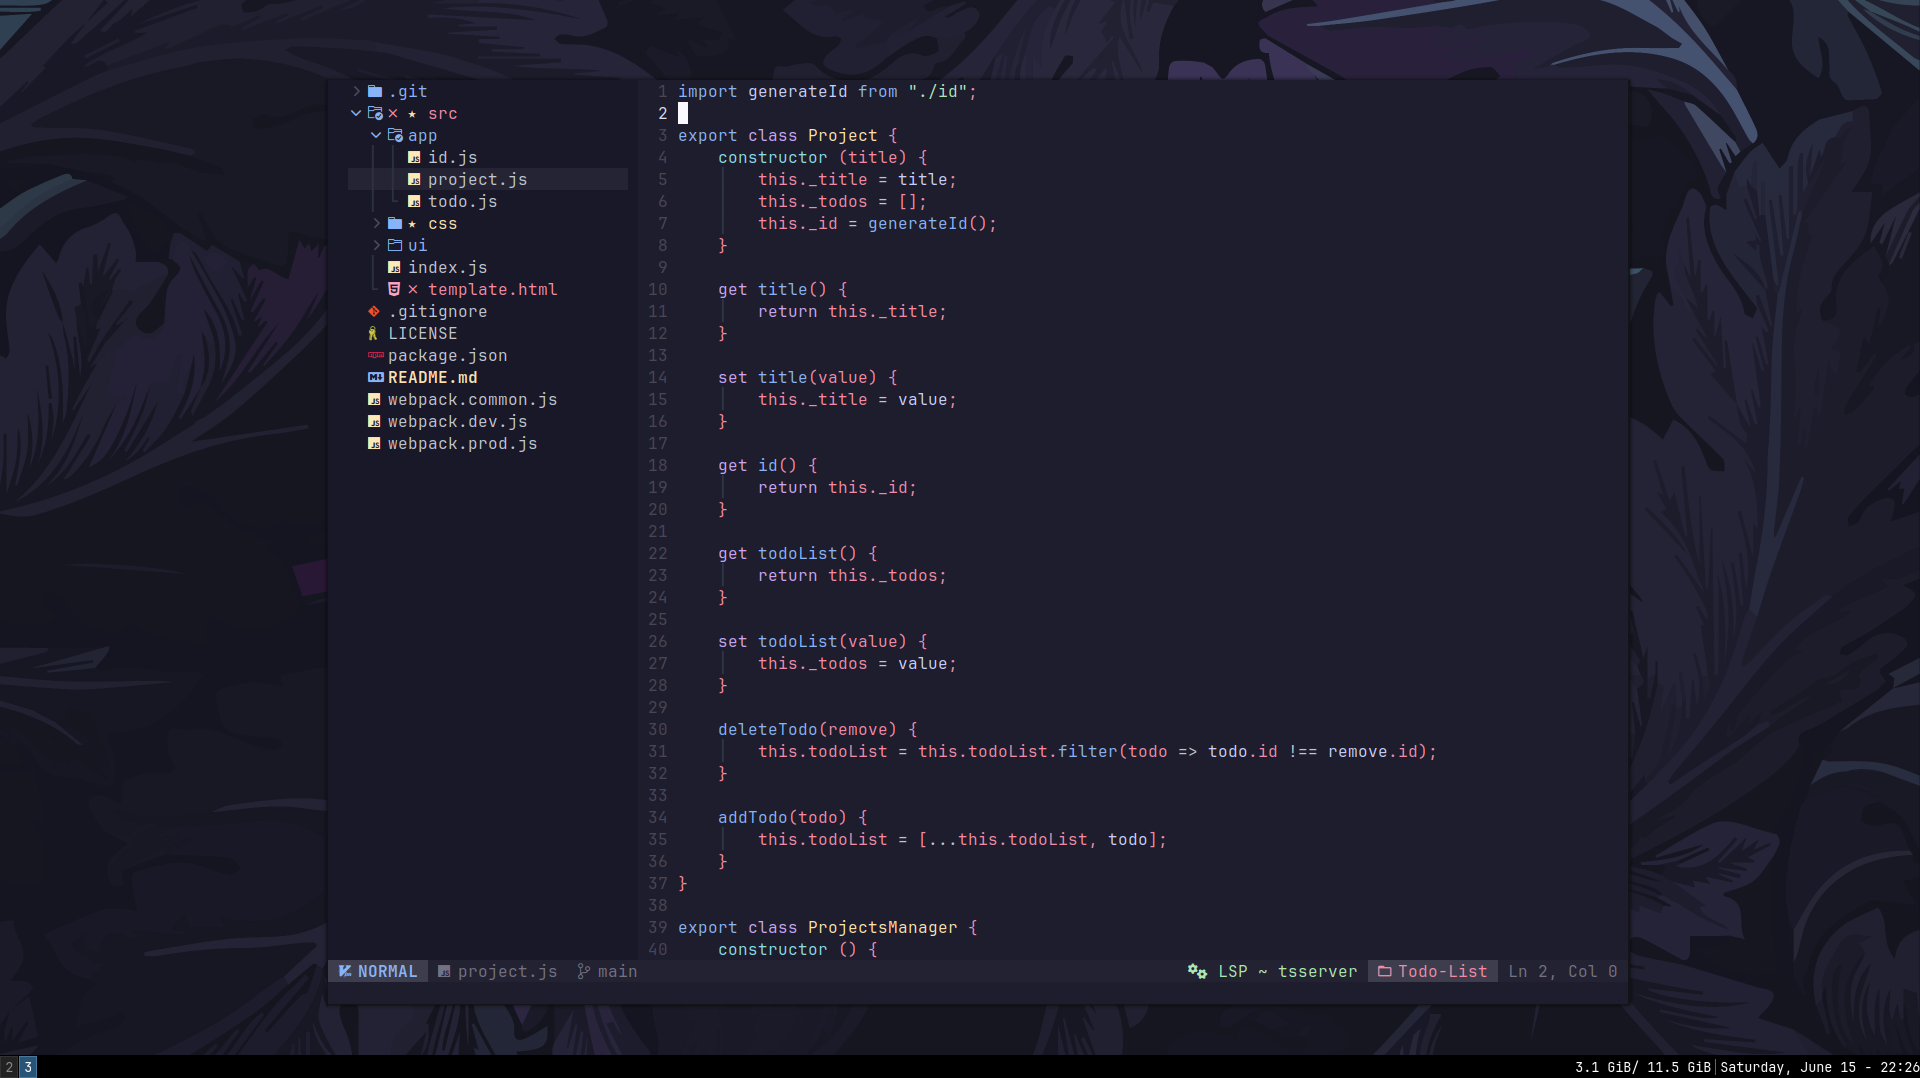 .git
× ★ src
app
id.js
project.js
todo.js
★ css
ui
index.js
× template.html
.gitignore
LICENSE
package.json
README.md
webpack.common.js
webpack.dev.js
webpack.prod.js
1 import generateId from "./id";
2
3 export class Project {
4     constructor (title) {
5         this._title = title;
6         this._todos = [];
7         this._id = generateId();
8     }
9
10     get title() {
11         return this._title;
12     }
13
14     set title(value) {
15         this._title = value;
16     }
17
18     get id() {
19         return this._id;
20     }
21
22     get todoList() {
23         return this._todos;
24     }
25
26     set todoList(value) {
27         this._todos = value;
28     }
29
30     deleteTodo(remove) {
31         this.todoList = this.todoList.filter(todo => todo.id !== remove.id);
32     }
33
34     addTodo(todo) {
35         this.todoList = [...this.todoList, todo];
36     }
37 }
38
39 export class ProjectsManager {
40     constructor () {
NORMAL project.js main LSP ~ tsserver Todo-List Ln 2, Col 0
2 3 3.1 GiB/ 11.5 GiB|Saturday, June 15 - 22:26